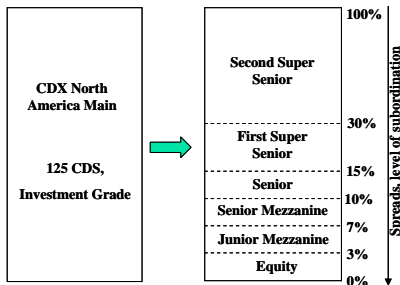 CDX North
America Main
125 CDS,
Investment Grade
100%
Second Super
Senior
30%
First Super
Senior
15%
Senior
10%
Senior Mezzanine
7%
Junior Mezzanine
3%
Equity
0%
Spreads, level of subordination